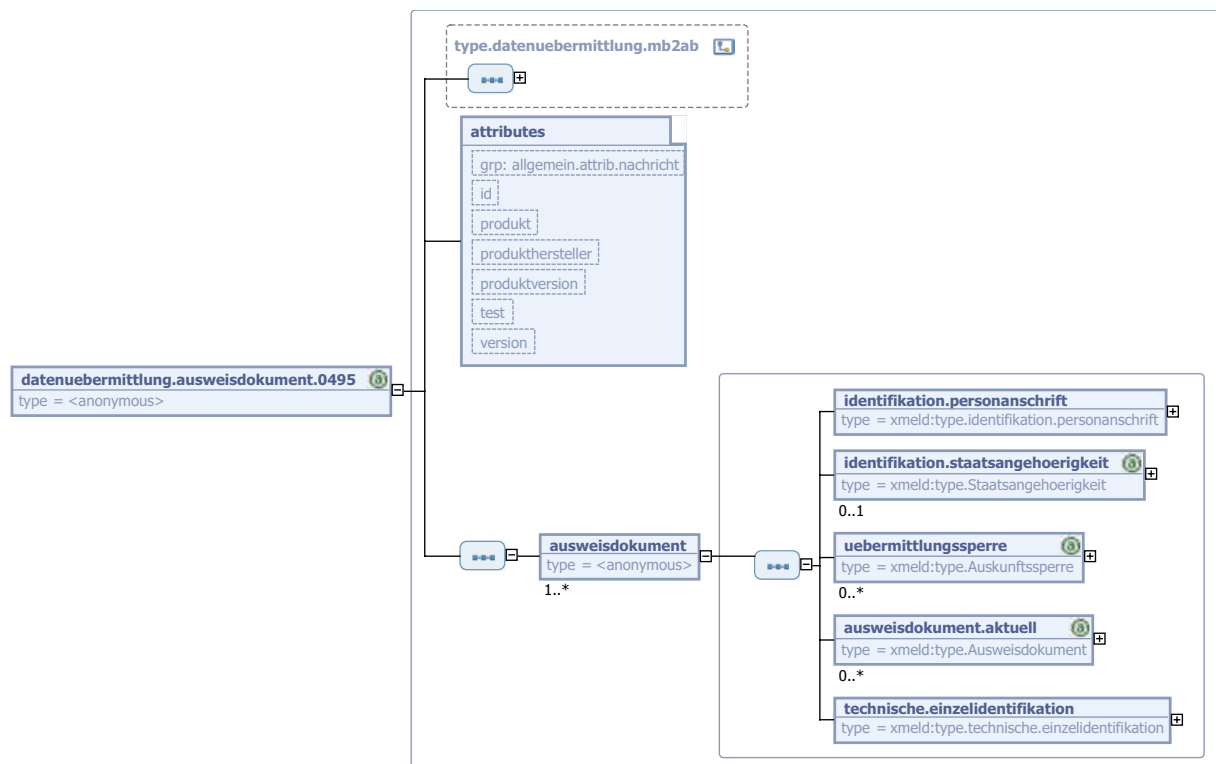 type.datenuebermittlung.mb2ab
attributes
grp: allgemein.attrib.nachricht
id
produkt
produkthersteller
produktversion
test
version
datenuebermittlung.ausweisdokument.0495
type = <anonymous>
ausweisdokument
type = <anonymous>
1..*
identifikation.personanschrift
type = xmeld:type.identifikation.personanschrift
identifikation.staatsangehoerigkeit
type = xmeld:type.Staatsangehoerigkeit
0..1
uebermittlungssperre
type = xmeld:type.Auskunftssperre
0..*
ausweisdokument.aktuell
type = xmeld:type.Ausweisdokument
0..*
technische.einzelidentifikation
type = xmeld:type.technische.einzelidentifikation